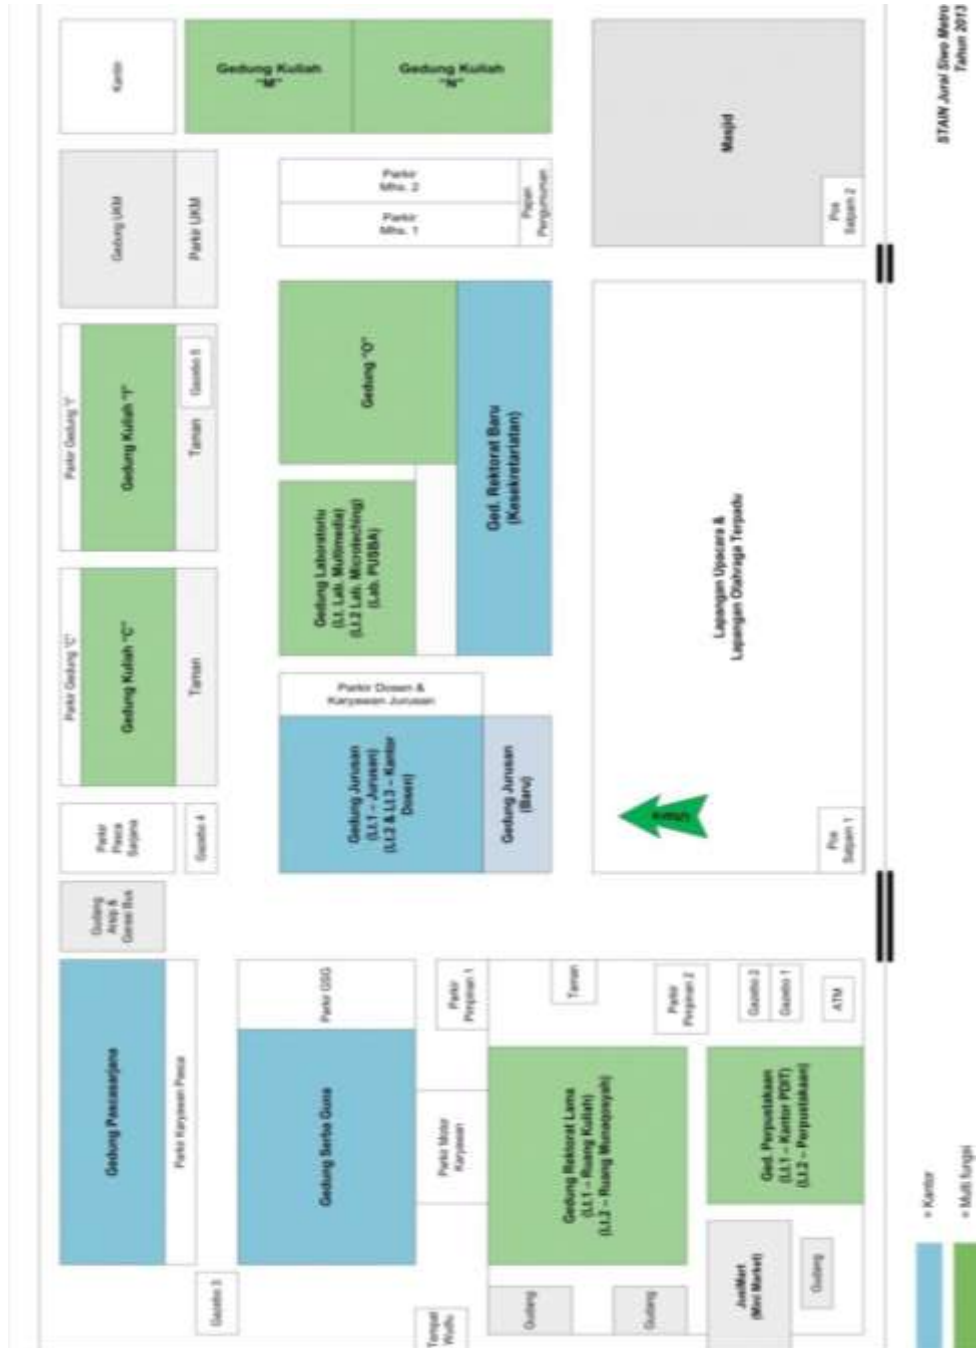 STAIN Jurai Siwo Metro
Tahun 2013
Kantin
Gedung Kuliah
"M"
Gedung Kuliah
"N"
Masjid
Pos
Satpam 2
Gedung UKM
Parkir UKM
Parkir
Mhs. 2
Parkir
Mhs. 1
Papan
Pengumuman
Parkir Gedung "I"
Gedung Kuliah "I"
Taman
Gazebo 5
Gedung "O"
Ged. Rektorat Baru
(Kesekretariatan)
Gedung Laboratoriu
(Lt. Lab. Multimedia)
(Lt.2 Lab. Microteching)
(Lab. PUSBA)
Lapangan Upacara &
Lapangan Olahraga Terpadu
Parkir Gedung "C"
Gedung Kuliah "C"
Taman
Parkir Dosen &
Karyawan Jurusan
Gedung Jurusan
(Lt.1 – Jurusan)
(Lt.2 & Lt.3 – Kantor
Dosen)
Gedung Jurusan
(Baru)
Pos
Satpam 1
Parkir
Pasca
Sarjana
Gazebo 4
Gudang
Arsip &
Garasi Bus
Gedung Pascasarjana
Parkir Karyawan Pasca
Parkir GSG
Gedung Serba Guna
Parkir
Pimpinan 1
Taman
Parkir
Pimpinan 2
Gazebo 2
Gazebo 1
ATM
Parkir Motor
Karyawan
Gedung Rektorat Lama
(Lt.1 – Ruang Kuliah)
(Lt.2 – Ruang Munaqosyah)
Ged. Perpustakaan
(Lt.1 – Kantor PDIT)
(Lt.2 – Perpustakaan)
Gazebo 3
Tempat
Wudlu
Gudang
Gudang
JusiMart
(Mini Market)
Gudang
= Kantor
= Multi fungsi